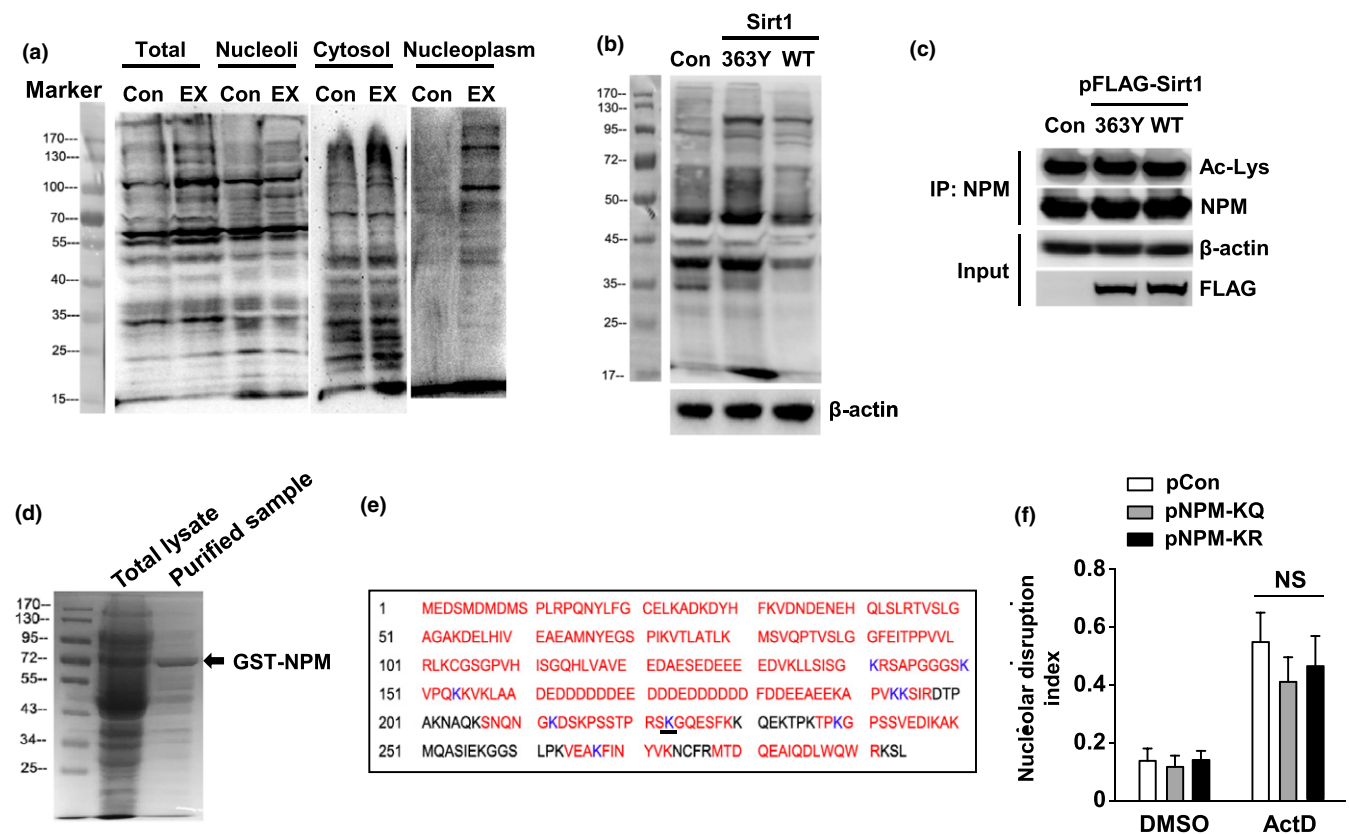 (a)
Total Nucleoli Cytosol Nucleoplasm
Marker Con EX Con EX Con EX Con EX
170---
130---
100---
70---
55---
40---
35---
25---
15---
(b)
Sirt1
Con 363Y WT
170--
130--
95--
72--
50--
45--
35--
25--
17--
β-actin
(c)
pFLAG-Sirt1
Con 363Y WT
IP: NPM
Ac-Lys
NPM
Input
β-actin
FLAG
(d)
Total lysate
Purified sample
170--
130--
95--
72--
55--
43--
34--
25--
GST-NPM
(e)
1 MEDSMDMDMS PLRPQNYLFG CELKADKDYH FKVDNDENEH QLSLRTVSLG
51 AGAKDELHIV EAEAMNYEGS PIKVTLATLK MSVQPTVSLG GFEITPPVVL
101 RLKCGSGPVH ISGQHLVAVE EDAESEDEEE EDVKLLSISG KRSAPGGGSK
151 VPQKKVKLAA DEDDDDDDEE DDDEDDDDDD FDDEEAEEKA PVKKSIRDTP
201 AKNAQKSNQN GKDSKPSSTP RSKGQESFKK QEKTPKTPKG PSSVEDIKAK
251 MQASIEKGGS LPKVEAKFIN YVKNCFRMTD QEAIQDLWQW RKSL
(f)
pCon
pNPM-KQ
pNPM-KR
Nucleolar disruption
index
0.8
0.6
0.4
0.2
0
NS
DMSO ActD